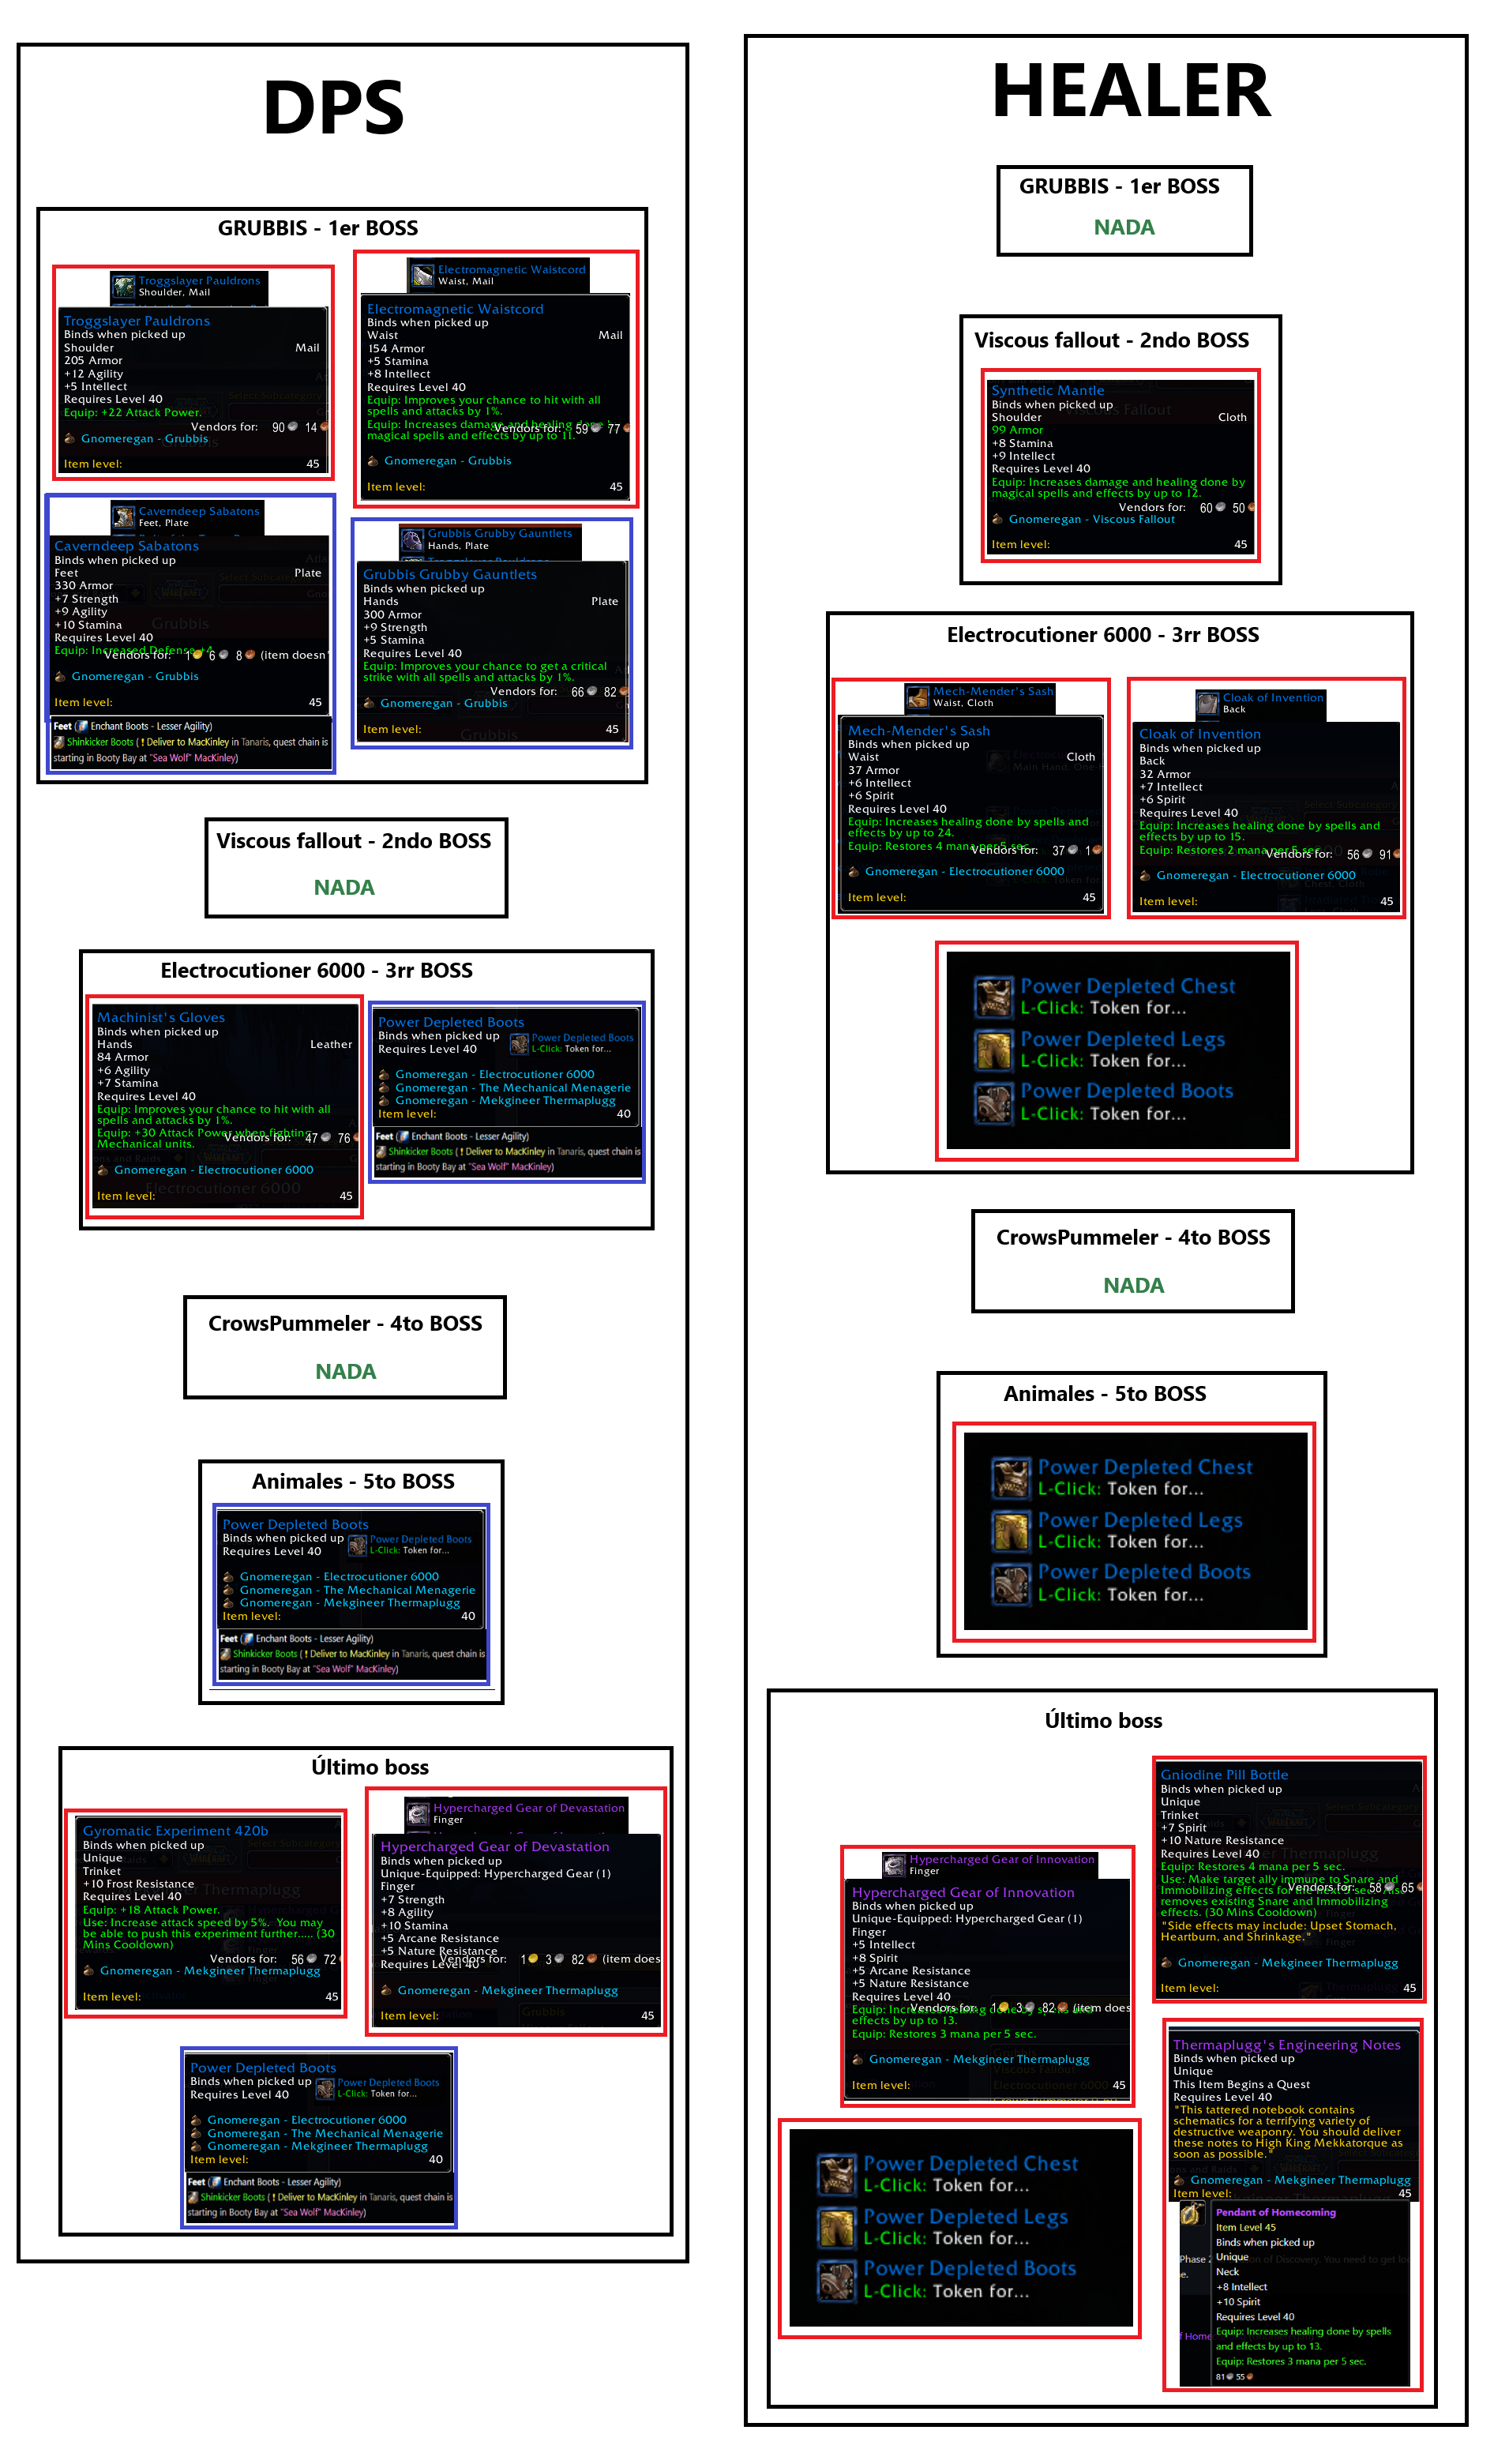 DPS
GRUBBIS - 1er BOSS
Troggslayer Pauldrons
Shoulder, Mail
Troggslayer Pauldrons
Binds when picked up
Shoulder Mail
205 Armor
+12 Agility
+5 Intellect
Requires Level 40
Equip: +22 Attack Power.
Vendors for: 90 14
Gnomeregan - Grubbis
Item level: 45
Electromagnetic Waistcord
Waist, Mail
Electromagnetic Waistcord
Binds when picked up
Waist Mail
154 Armor
+5 Stamina
+8 Intellect
Requires Level 40
Equip: Improves your chance to hit with all
spells and attacks by 1%.
Equip: Increases damage and healing done
magical spells and effects by up to 11.
Vendors for: 59 77
Gnomeregan - Grubbis
Item level: 45
Caverndeep Sabatons
Feet, Plate
Caverndeep Sabatons
Binds when picked up
Feet Plate
330 Armor
+7 Strength
+9 Agility
+10 Stamina
Requires Level 40
Equip: Increased Defense +4
Vendors for: 1 6 8 (item doesn'
Gnomeregan - Grubbis
Item level: 45
Feet ( Enchant Boots - Lesser Agility)
Shinkicker Boots ( ! Deliver to MacKinley in Tanaris, quest chain is
starting in Booty Bay at "Sea Wolf" MacKinley)
Grubbis Grubby Gauntlets
Hands, Plate
Grubbis Grubby Gauntlets
Binds when picked up
Hands Plate
300 Armor
+9 Strength
+5 Stamina
Requires Level 40
Equip: Improves your chance to get a critical
strike with all spells and attacks by 1%.
Vendors for: 66 82
Gnomeregan - Grubbis
Item level: 45
Viscous fallout - 2ndo BOSS
NADA
Electrocutioner 6000 - 3rr BOSS
Machinist's Gloves
Binds when picked up
Hands Leather
84 Armor
+6 Agility
+7 Stamina
Requires Level 40
Equip: Improves your chance to hit with all
spells and attacks by 1%.
Equip: +30 Attack Power when fighting
Mechanical units.
Vendors for: 47 76
Gnomeregan - Electrocutioner 6000
Item level: 45
Power Depleted Boots
Binds when picked up
Requires Level 40
Power Depleted Boots
L-Click: Token for...
Gnomeregan - Electrocutioner 6000
Gnomeregan - The Mechanical Menagerie
Gnomeregan - Mekgineer Thermaplugg
Item level: 40
Feet ( Enchant Boots - Lesser Agility)
Shinkicker Boots ( ! Deliver to MacKinley in Tanaris, quest chain is
starting in Booty Bay at "Sea Wolf" MacKinley)
CrowsPummeler - 4to BOSS
NADA
Animales - 5to BOSS
Power Depleted Boots
Binds when picked up
Requires Level 40
Power Depleted Boots
L-Click: Token for...
Gnomeregan - Electrocutioner 6000
Gnomeregan - The Mechanical Menagerie
Gnomeregan - Mekgineer Thermaplugg
Item level: 40
Feet ( Enchant Boots - Lesser Agility)
Shinkicker Boots ( ! Deliver to MacKinley in Tanaris, quest chain is
starting in Booty Bay at "Sea Wolf" MacKinley)
Último boss
Gyromatic Experiment 420b
Binds when picked up
Unique
Trinket
+10 Frost Resistance
Requires Level 40
Equip: +18 Attack Power.
Use: Increase attack speed by 5%. You may
be able to push this experiment further..... (30
Mins Cooldown)
Vendors for: 56 72
Gnomeregan - Mekgineer Thermaplugg
Item level: 45
Hypercharged Gear of Devastation
Finger
Hypercharged Gear of Devastation
Binds when picked up
Unique-Equipped: Hypercharged Gear (1)
Finger
+7 Strength
+8 Agility
+10 Stamina
+5 Arcane Resistance
+5 Nature Resistance
Requires Level 40
Vendors for: 1 3 82 (item does
Gnomeregan - Mekgineer Thermaplugg
Item level: 45
Power Depleted Boots
Binds when picked up
Requires Level 40
Power Depleted Boots
L-Click: Token for...
Gnomeregan - Electrocutioner 6000
Gnomeregan - The Mechanical Menagerie
Gnomeregan - Mekgineer Thermaplugg
Item level: 40
Feet ( Enchant Boots - Lesser Agility)
Shinkicker Boots ( ! Deliver to MacKinley in Tanaris, quest chain is
starting in Booty Bay at "Sea Wolf" MacKinley)
HEALER
GRUBBIS - 1er BOSS
NADA
Viscous fallout - 2ndo BOSS
Synthetic Mantle
Binds when picked up
Shoulder Cloth
99 Armor
+8 Stamina
+9 Intellect
Requires Level 40
Equip: Increases damage and healing done by
magical spells and effects by up to 12.
Vendors for: 60 50
Gnomeregan - Viscous Fallout
Item level: 45
Electrocutioner 6000 - 3rr BOSS
Mech-Mender's Sash
Waist, Cloth
Mech-Mender's Sash
Binds when picked up
Waist Cloth
37 Armor
+6 Intellect
+6 Spirit
Requires Level 40
Equip: Increases healing done by spells and
effects by up to 24.
Equip: Restores 4 mana per 5 sec.
Vendors for: 37 1
Gnomeregan - Electrocutioner 6000
Item level: 45
Cloak of Invention
Back
Cloak of Invention
Binds when picked up
Back
32 Armor
+7 Intellect
+6 Spirit
Requires Level 40
Equip: Increases healing done by spells and
effects by up to 15.
Equip: Restores 2 mana per 5 sec.
Vendors for: 56 91
Gnomeregan - Electrocutioner 6000
Item level: 45
Power Depleted Chest
L-Click: Token for...
Power Depleted Legs
L-Click: Token for...
Power Depleted Boots
L-Click: Token for...
CrowsPummeler - 4to BOSS
NADA
Animales - 5to BOSS
Power Depleted Chest
L-Click: Token for...
Power Depleted Legs
L-Click: Token for...
Power Depleted Boots
L-Click: Token for...
Último boss
Hypercharged Gear of Innovation
Finger
Hypercharged Gear of Innovation
Binds when picked up
Unique-Equipped: Hypercharged Gear (1)
Finger
+5 Intellect
+8 Spirit
+5 Arcane Resistance
+5 Nature Resistance
Requires Level 40
Equip: Increases healing done by spells and
effects by up to 13.
Vendors for: 1 3 82 (item does
Equip: Restores 3 mana per 5 sec.
Gnomeregan - Mekgineer Thermaplugg
Item level: 45
Gniodine Pill Bottle
Binds when picked up
Unique
Trinket
+7 Spirit
+10 Nature Resistance
Requires Level 40
Equip: Restores 4 mana per 5 sec.
Use: Make target ally immune to Snare and
Immobilizing effects for the next 5 sec. Also
removes existing Snare and Immobilizing
effects. (30 Mins Cooldown)
Vendors for: 58 65
"Side effects may include: Upset Stomach,
Heartburn, and Shrinkage."
Gnomeregan - Mekgineer Thermaplugg
Item level: 45
Power Depleted Chest
L-Click: Token for...
Power Depleted Legs
L-Click: Token for...
Power Depleted Boots
L-Click: Token for...
Thermaplugg's Engineering Notes
Binds when picked up
Unique
This Item Begins a Quest
Requires Level 40
"This tattered notebook contains
schematics for a terrifying variety of
destructive weaponry. You should deliver
these notes to High King Mekkatorque as
soon as possible."
Gnomeregan - Mekgineer Thermaplugg
Item level: 45
Pendant of Homecoming
Item Level 45
Binds when picked up
Unique
Neck
+8 Intellect
+10 Spirit
Requires Level 40
Equip: Increases healing done by spells
and effects by up to 13.
Equip: Restores 3 mana per 5 sec.
81 55